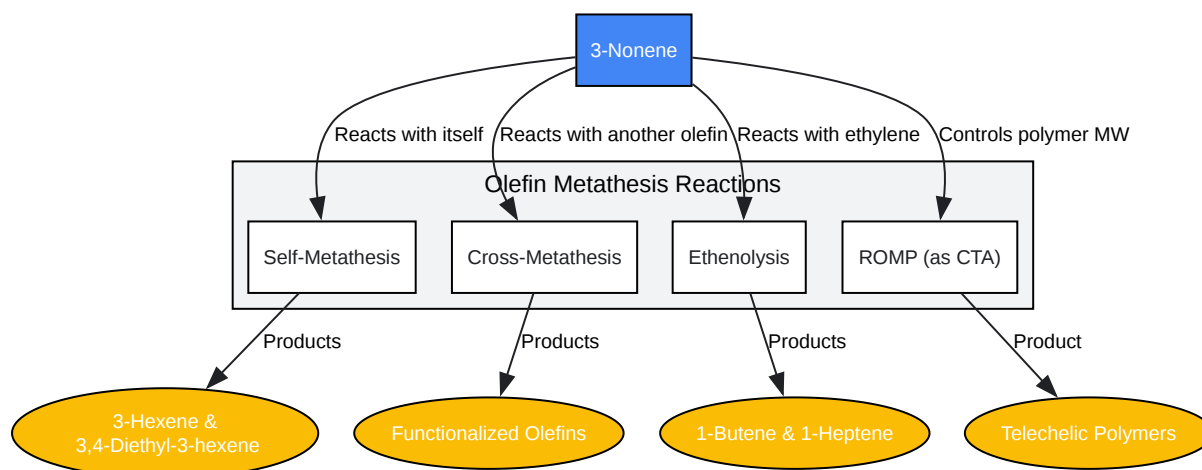 3-Nonene
Reacts with itself
Reacts with another olefin
Reacts with ethylene
Controls polymer MW
Olefin Metathesis Reactions
Self-Metathesis
Cross-Metathesis
Ethenolysis
ROMP (as CTA)
Products
Products
Products
Product
3-Hexene &
3,4-Diethyl-3-hexene
Functionalized Olefins
1-Butene & 1-Heptene
Telechelic Polymers